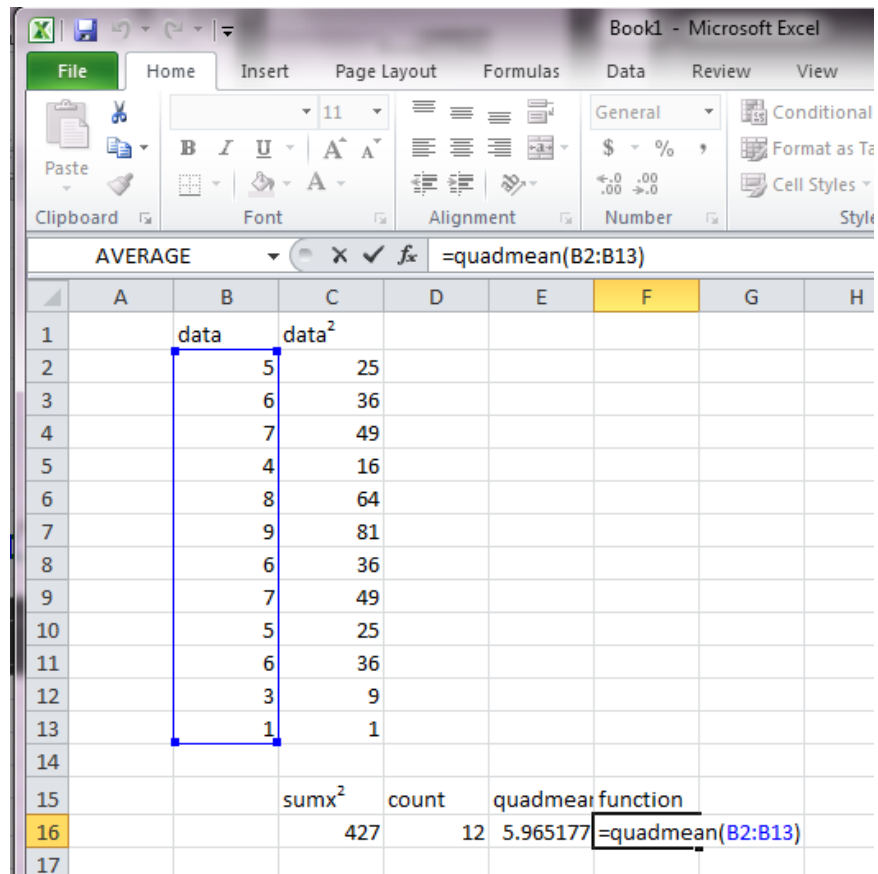 Book1 - Microsoft Excel
File Home Insert Page Layout Formulas Data Review View
11 General Conditional
Paste B I U A A $ % , Format as Ta
A .0 .00 .00 .0 Cell Styles
Clipboard Font Alignment Number Style
AVERAGE fx =quadmean(B2:B13)
A B C D E F G H
1 data data²
2 5 25
3 6 36
4 7 49
5 4 16
6 8 64
7 9 81
8 6 36
9 7 49
10 5 25
11 6 36
12 3 9
13 1 1
14
15 sumx² count quadmear function
16 427 12 5.965177 =quadmean(B2:B13)
17